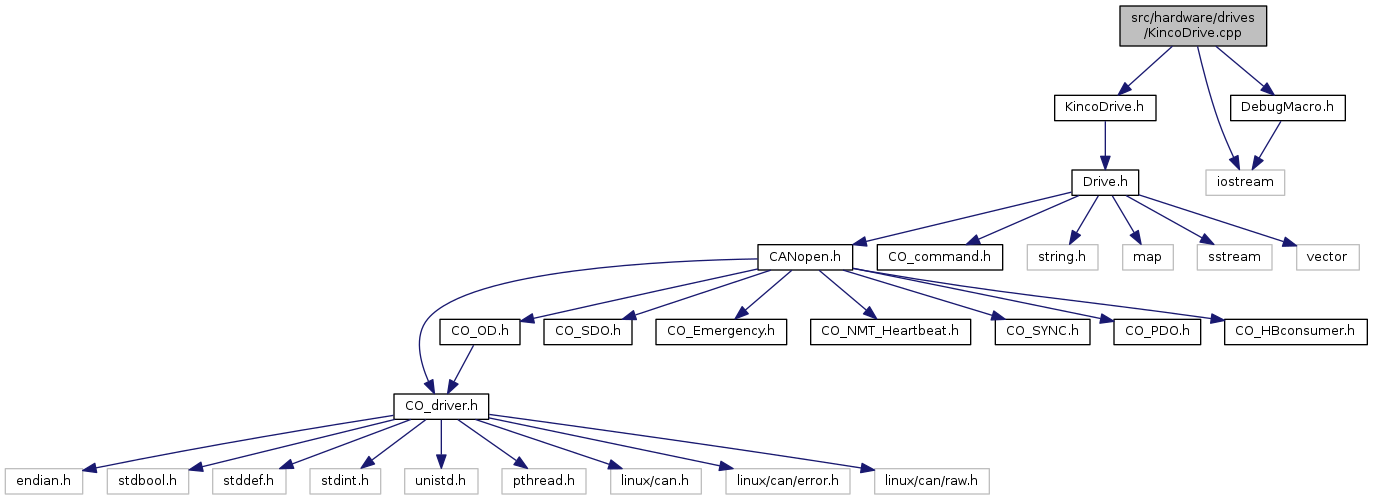 src/hardware/drives
/KincoDrive.cpp
KincoDrive.h
DebugMacro.h
Drive.h
iostream
CANopen.h
CO_command.h
string.h
map
sstream
vector
CO_OD.h
CO_SDO.h
CO_Emergency.h
CO_NMT_Heartbeat.h
CO_SYNC.h
CO_PDO.h
CO_HBconsumer.h
CO_driver.h
endian.h
stdbool.h
stddef.h
stdint.h
unistd.h
pthread.h
linux/can.h
linux/can/error.h
linux/can/raw.h